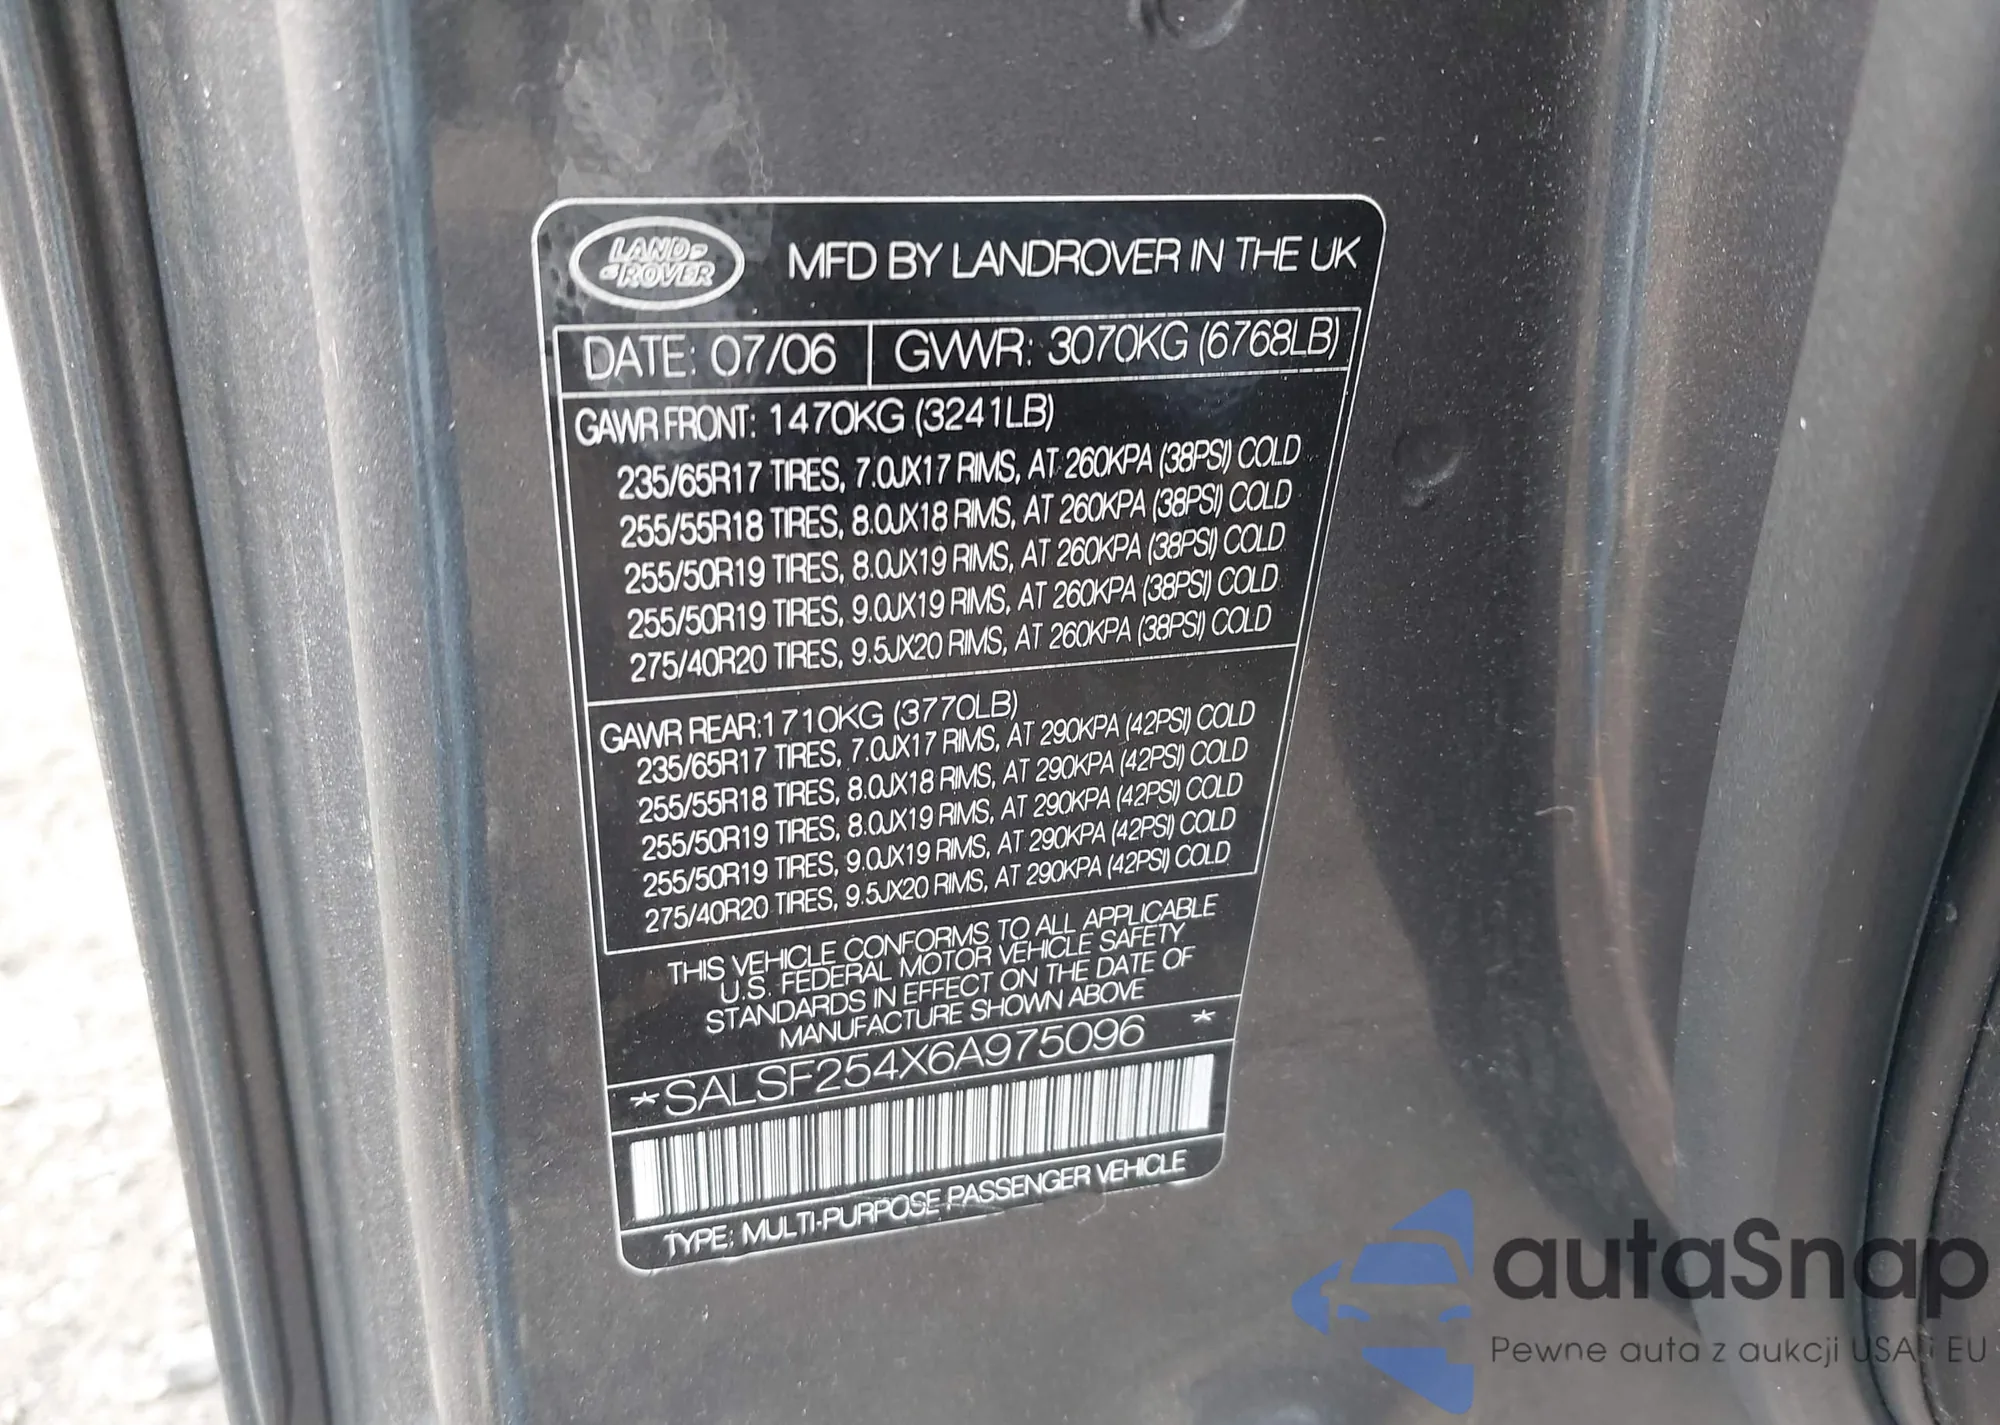 LAND-
-ROVER
MFD BY LANDROVER IN THE UK
DATE: 07/06 GVWR: 3070KG (6768LB)
GAWR FRONT: 1470KG (3241LB)
235/65R17 TIRES, 7.0JX17 RIMS, AT 260KPA (38PSI) COLD
255/55R18 TIRES, 8.0JX18 RIMS, AT 260KPA (38PSI) COLD
255/50R19 TIRES, 8.0JX19 RIMS, AT 260KPA (38PSI) COLD
255/50R19 TIRES, 9.0JX19 RIMS, AT 260KPA (38PSI) COLD
275/40R20 TIRES, 9.5JX20 RIMS, AT 260KPA (38PSI) COLD
GAWR REAR:1710KG (3770LB)
235/65R17 TIRES, 7.0JX17 RIMS, AT 290KPA (42PSI) COLD
255/55R18 TIRES, 8.0JX18 RIMS, AT 290KPA (42PSI) COLD
255/50R19 TIRES, 8.0JX19 RIMS, AT 290KPA (42PSI) COLD
255/50R19 TIRES, 9.0JX19 RIMS, AT 290KPA (42PSI) COLD
275/40R20 TIRES, 9.5JX20 RIMS, AT 290KPA (42PSI) COLD
THIS VEHICLE CONFORMS TO ALL APPLICABLE
U.S. FEDERAL MOTOR VEHICLE SAFETY
STANDARDS IN EFFECT ON THE DATE OF
MANUFACTURE SHOWN ABOVE
*SALSF254X6A975096 *
TYPE: MULTI-PURPOSE PASSENGER VEHICLE
autaSnap
Pewne auta z aukcji USA i EU